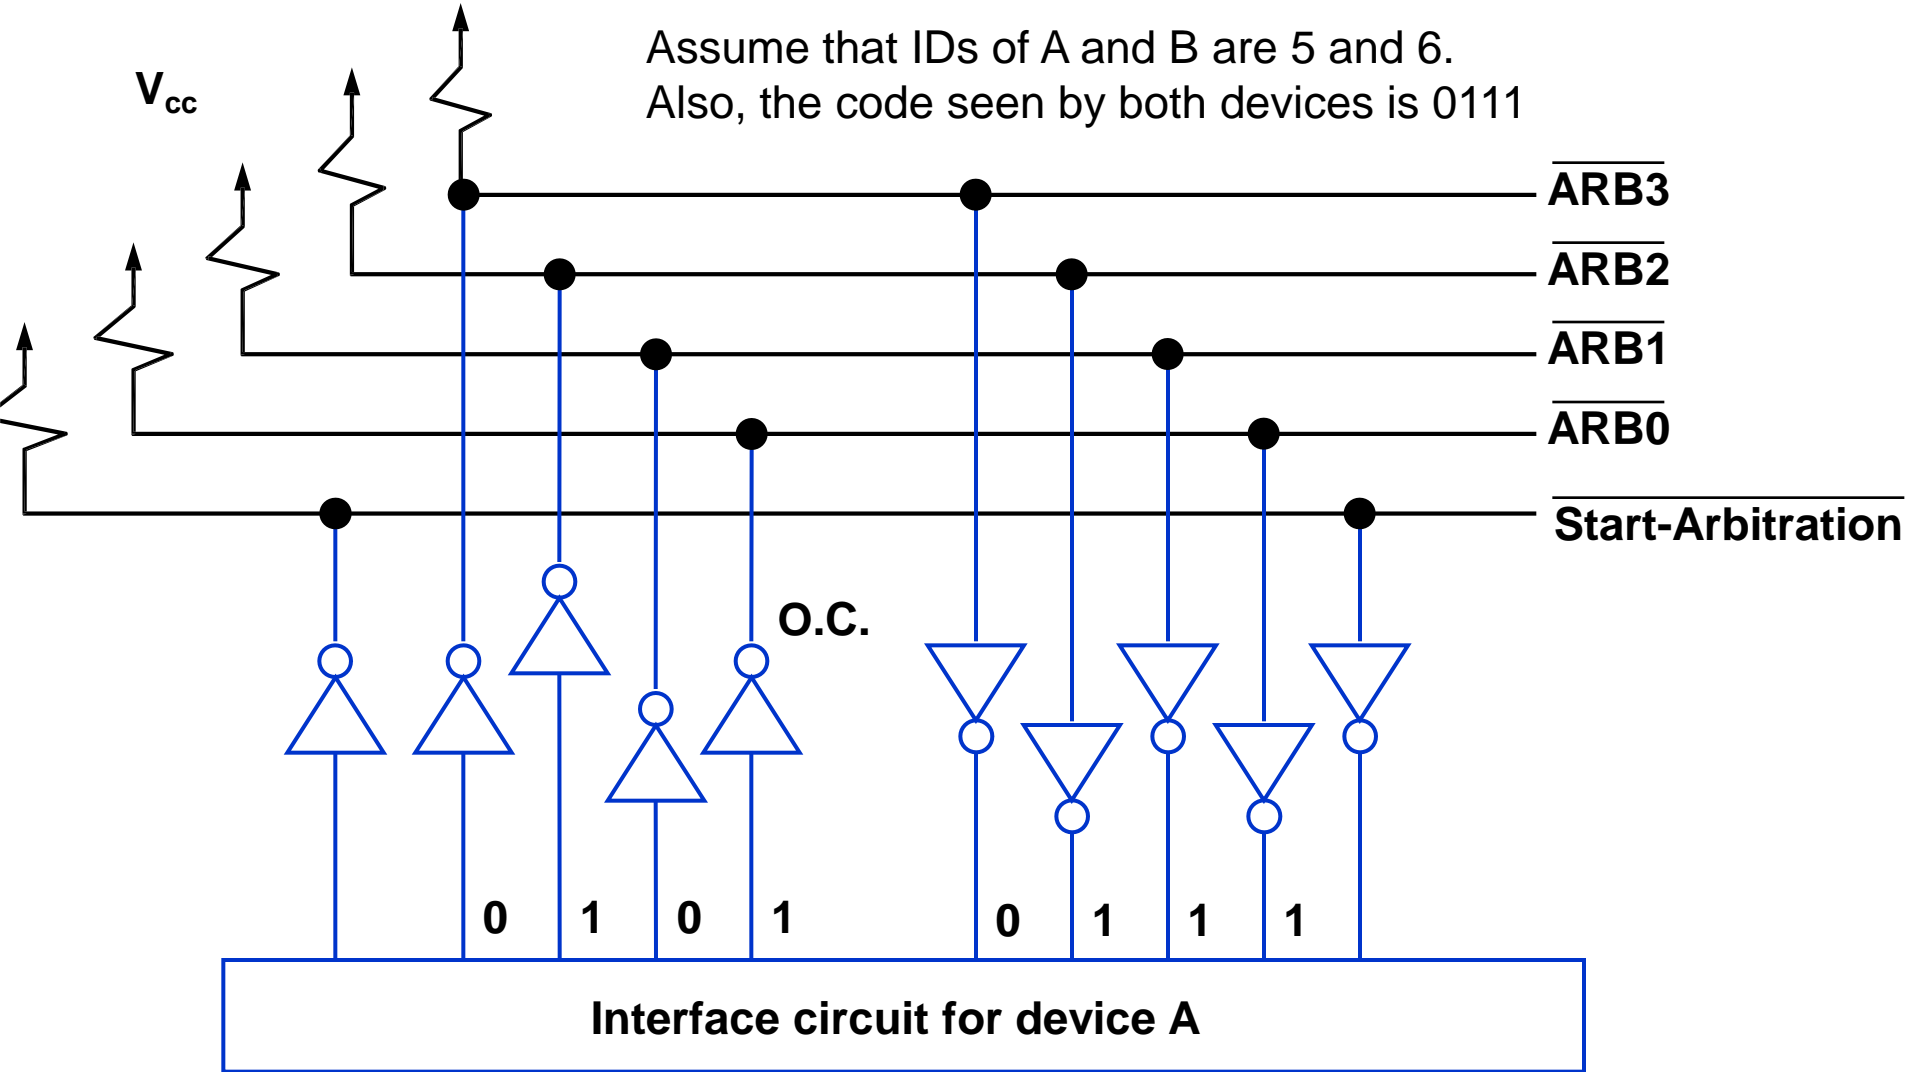 Assume that IDs of A and B are 5 and 6.
Also, the code seen by both devices is 0111
Vcc
ARB3
ARB2
ARB1
ARB0
Start-Arbitration
O.C.
0 1 0 1 0 1 1 1
Interface circuit for device A